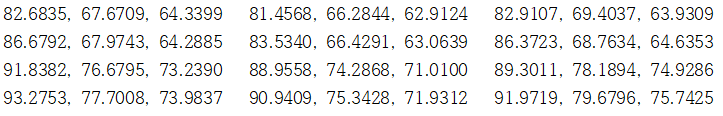 82.6835, 67.6709, 64.3399 81.4568, 66.2844, 62.9124 82.9107, 69.4037, 63.9309
86.6792, 67.9743, 64.2885 83.5340, 66.4291, 63.0639 86.3723, 68.7634, 64.6353
91.8382, 76.6795, 73.2390 88.9558, 74.2868, 71.0100 89.3011, 78.1894, 74.9286
93.2753, 77.7008, 73.9837 90.9409, 75.3428, 71.9312 91.9719, 79.6796, 75.7425